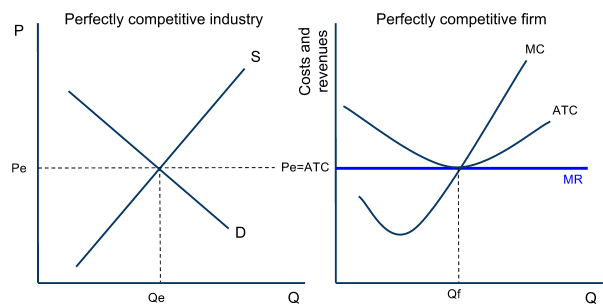 Perfectly competitive industry
P
S
Pe
D
Qe
Q
Perfectly competitive firm
Costs and
revenues
MC
ATC
Pe=ATC
MR
Qf
Q